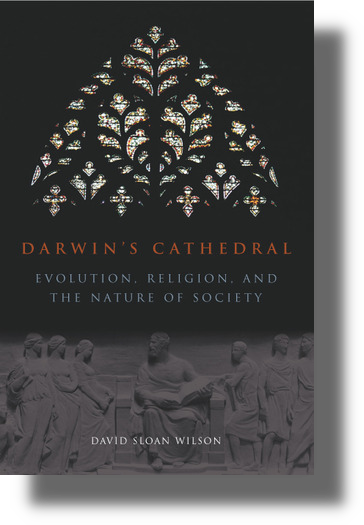 DARWIN'S CATHEDRAL
EVOLUTION, RELIGION, AND
THE NATURE OF SOCIETY
DAVID SLOAN WILSON